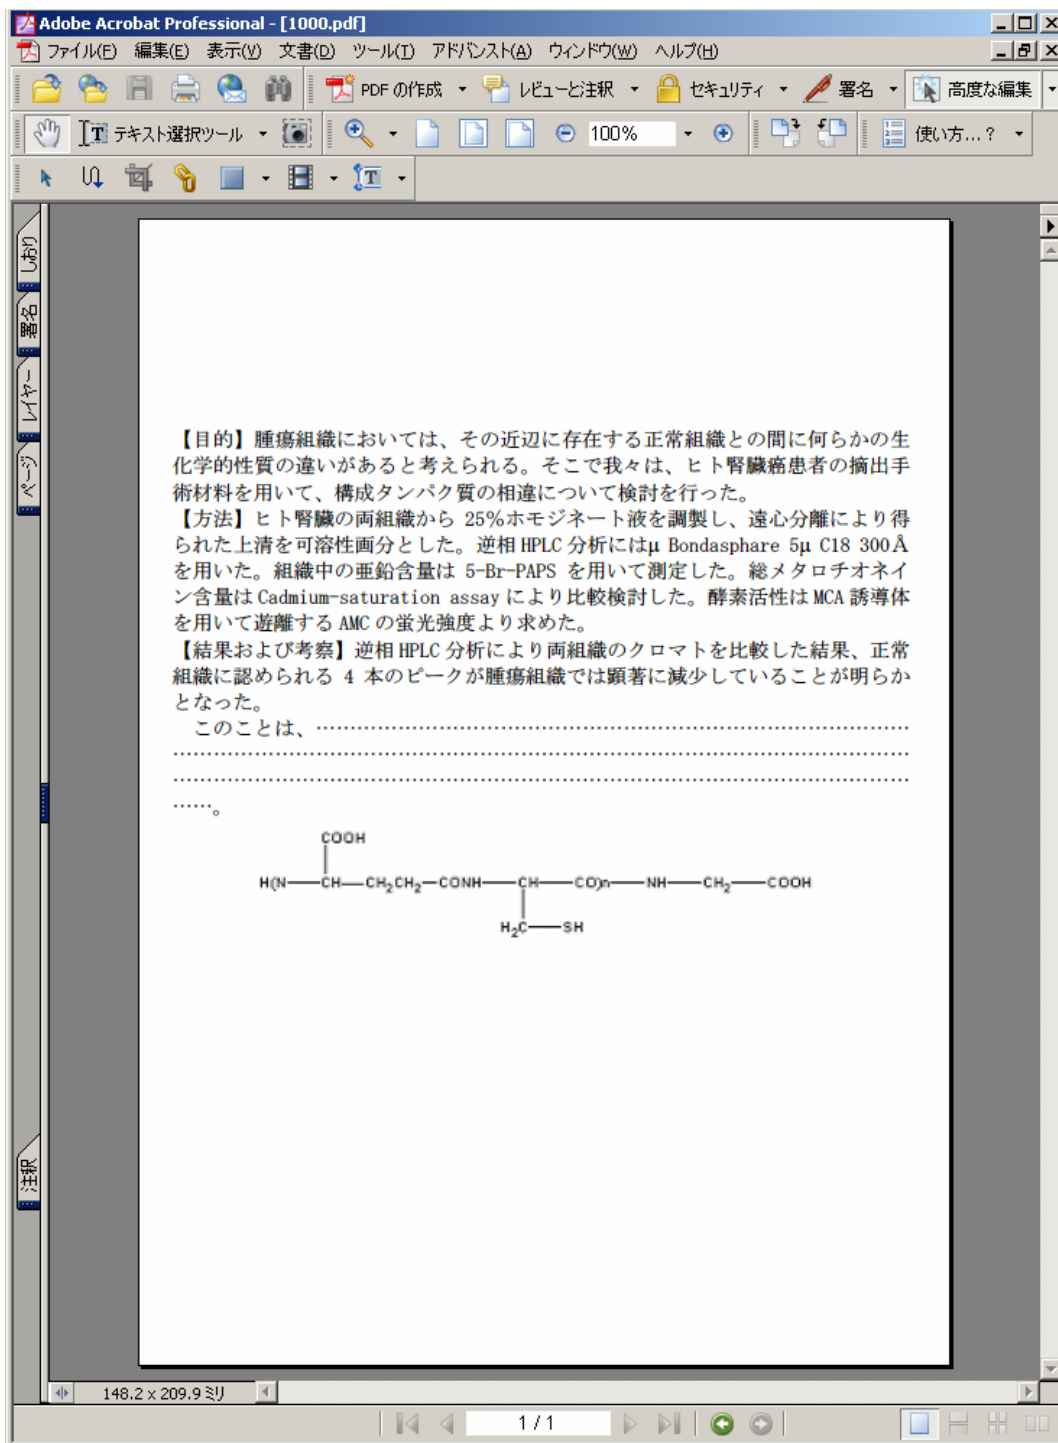 Adobe Acrobat Professional - [1000.pdf]
ファイル(F) 編集(E) 表示(V) 文書(D) ツール(T) アドバンスト(A) ウィンドウ(W) ヘルプ(H)
PDF の作成 レビューと注釈 セキュリティ 署名 高度な編集
テキスト選択ツール 100% 使い方...?
しおり
署名
レイヤー
ページ
注釈
【目的】腫瘍組織においては、その近辺に存在する正常組織との間に何らかの生
化学的性質の違いがあると考えられる。そこで我々は、ヒト腎臓癌患者の摘出手
術材料を用いて、構成タンパク質の相違について検討を行った。
【方法】ヒト腎臓の両組織から 25%ホモジネート液を調製し、遠心分離により得
られた上清を可溶性画分とした。逆相 HPLC 分析にはμ Bondasphare 5μ C18 300Å
を用いた。組織中の亜鉛含量は 5-Br-PAPS を用いて測定した。総メタロチオネイ
ン含量は Cadmium-saturation assay により比較検討した。酵素活性は MCA 誘導体
を用いて遊離する AMC の蛍光強度より求めた。
【結果および考察】逆相 HPLC 分析により両組織のクロマトを比較した結果、正常
組織に認められる 4 本のピークが腫瘍組織では顕著に減少していることが明らか
となった。
このことは、……………………………………………………………………
……………………………………………………………………………………
……………………………………………………………………………………
……。
COOH
H(N—CH—CH₂CH₂—CONH—CH—CO)n—NH—CH₂—COOH
H₂C—SH
148.2 x 209.9 ミリ
1 / 1